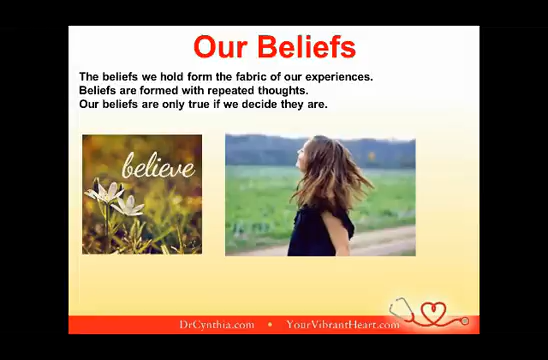 Our Beliefs
The beliefs we hold form the fabric of our experiences.
Beliefs are formed with repeated thoughts.
Our beliefs are only true if we decide they are.
believe
DrCynthia.com • YourVibrantHeart.com